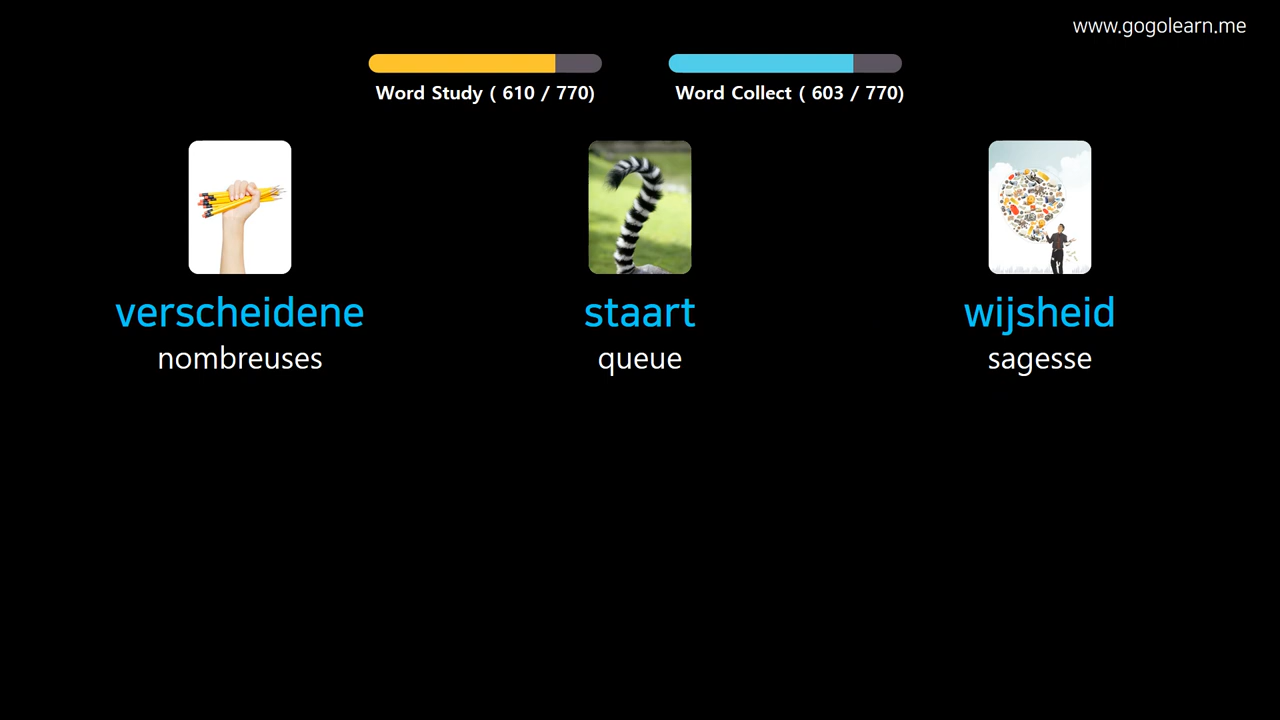 www.gogolearn.me
Word Study ( 610 / 770)
Word Collect ( 603 / 770)
verscheidene
nombreuses
staart
queue
wijsheid
sagesse